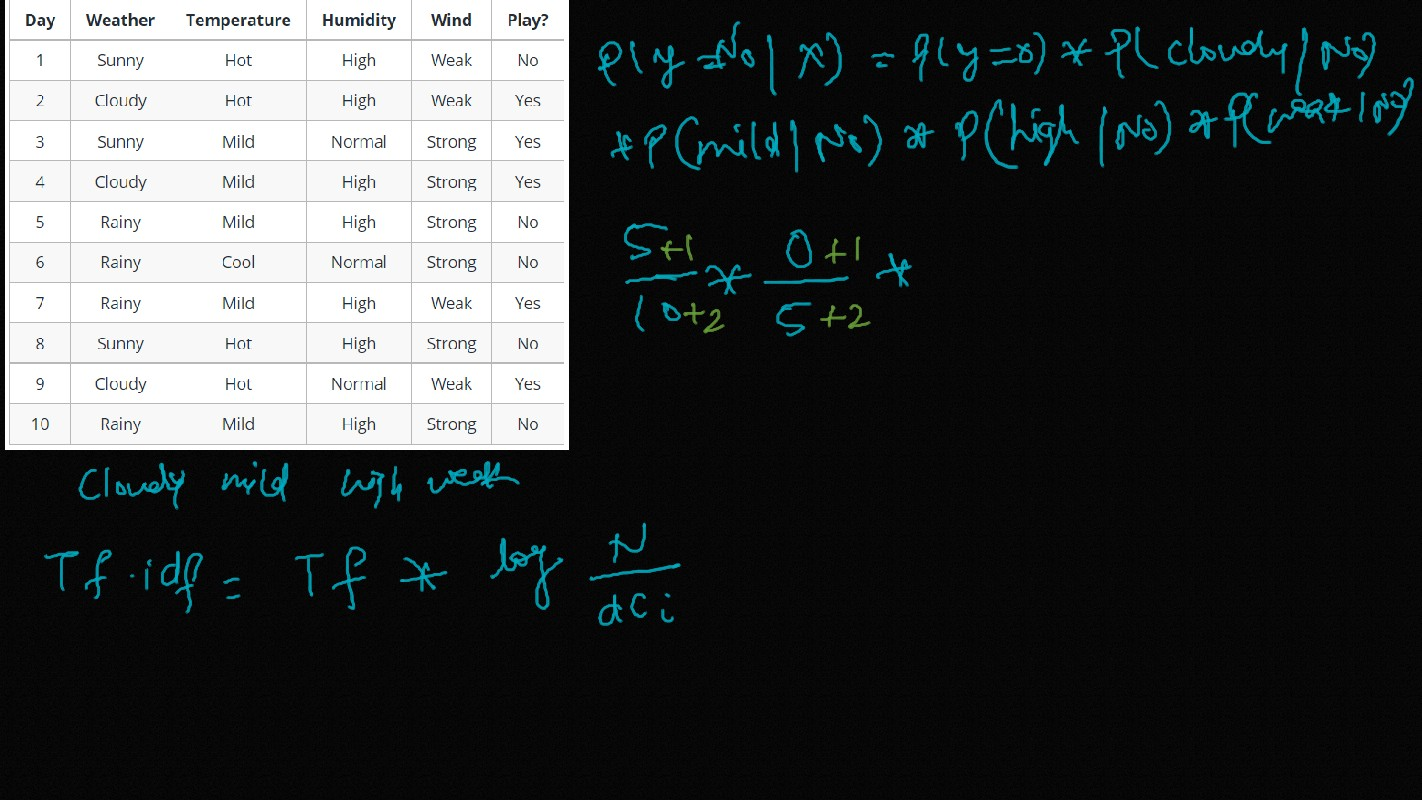 Day Weather Temperature Humidity Wind Play?
1 Sunny Hot High Weak No
2 Cloudy Hot High Weak Yes
3 Sunny Mild Normal Strong Yes
4 Cloudy Mild High Strong Yes
5 Rainy Mild High Strong No
6 Rainy Cool Normal Strong No
7 Rainy Mild High Weak Yes
8 Sunny Hot High Strong No
9 Cloudy Hot Normal Weak Yes
10 Rainy Mild High Strong No
P(y=No|X) = P(y=o) * P(cloudy/No)
* P(mild|No) * P(high/No) * P(weak|No)
5+1 / 10+2 * 0+1 / 5+2 *
Cloudy mild high weak
Tf.idf = Tf * log N / dci